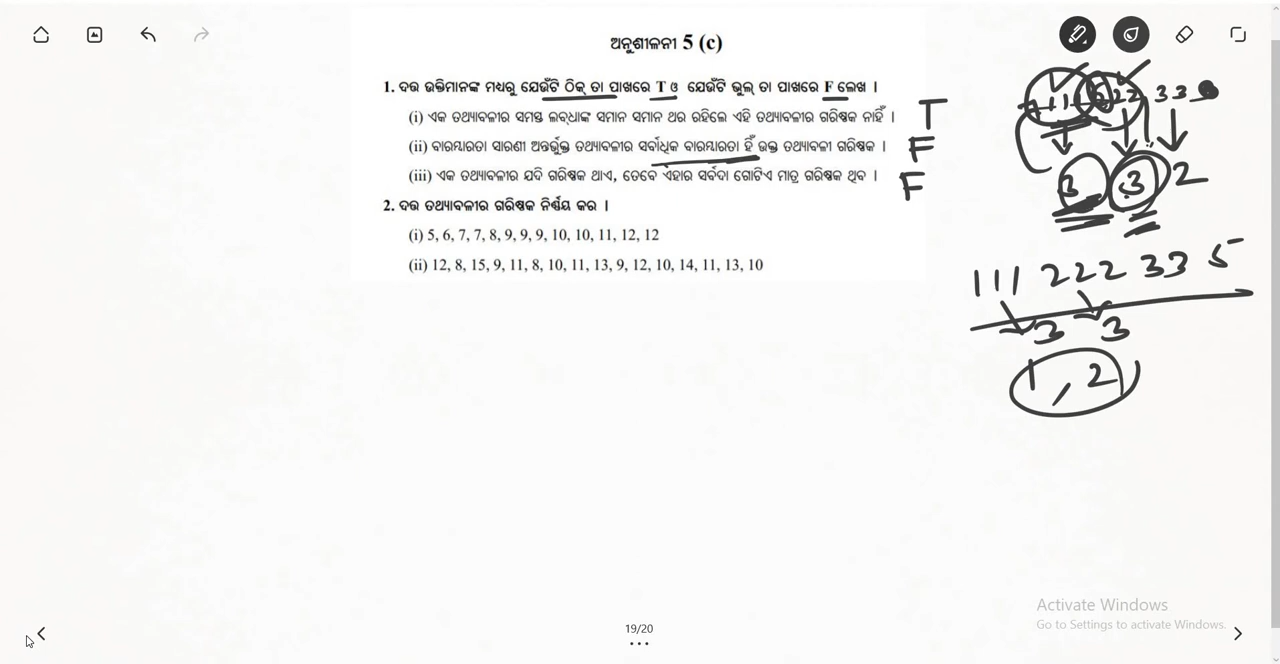 ଅନୁଶୀଳନୀ 5 (c)
1. ଦତ୍ତ ଉକ୍ତିମାନଙ୍କ ମଧ୍ୟରୁ ଯେଉଁଟି ଠିକ୍ ତା ପାଖରେ T ଓ ଯେଉଁଟି ଭୁଲ୍ ତା ପାଖରେ F ଲେଖ ।
(i) ଏକ ତଥ୍ୟାବଳୀର ସମସ୍ତ ଲବ୍ଧାଙ୍କ ସମାନ ସମାନ ଥର ରହିଲେ ଏହି ତଥ୍ୟାବଳୀର ଗରିଷ୍ଠକ ନାହିଁ । T
(ii) ବାରମ୍ବାରତା ସାରଣୀ ଅନ୍ତର୍ଭୁକ୍ତ ତଥ୍ୟାବଳୀର ସର୍ବାଧିକ ବାରମ୍ବାରତା ହିଁ ଉକ୍ତ ତଥ୍ୟାବଳୀ ଗରିଷ୍ଠକ । F
(iii) ଏକ ତଥ୍ୟାବଳୀର ଯଦି ଗରିଷ୍ଠକ ଥାଏ, ତେବେ ଏହାର ସର୍ବଦା ଗୋଟିଏ ମାତ୍ର ଗରିଷ୍ଠକ ଥିବ । F
2. ଦତ୍ତ ତଥ୍ୟାବଳୀର ଗରିଷ୍ଠକ ନିର୍ଣ୍ଣୟ କର ।
(i) 5, 6, 7, 7, 8, 9, 9, 9, 10, 10, 11, 12, 12
(ii) 12, 8, 15, 9, 11, 8, 10, 11, 13, 9, 12, 10, 14, 11, 13, 10
3 3 2
111 222 33 5
3 3
1, 2
Activate Windows
Go to Settings to activate Windows.
19/20